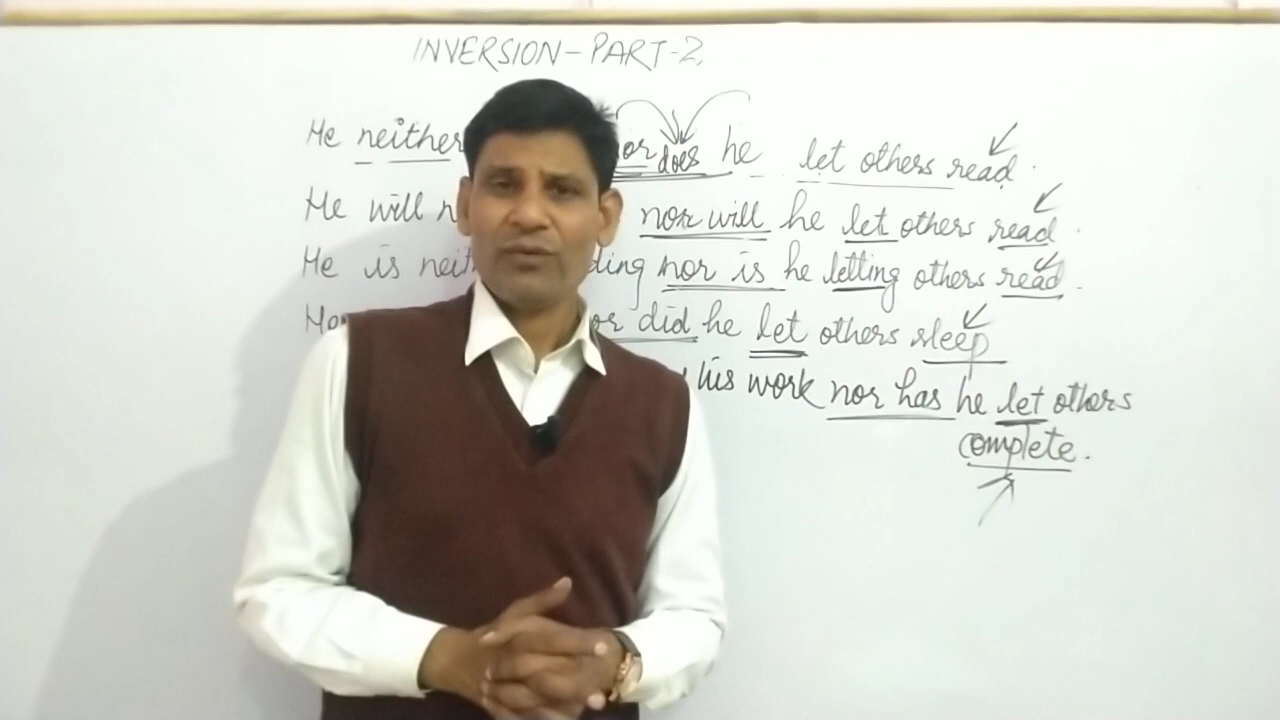 INVERSION-PART-2.
He neither does he let others read.
He will nor will he let others read.
He is nor is he letting others read.
did he let others sleep
his work nor has he let others
complete.